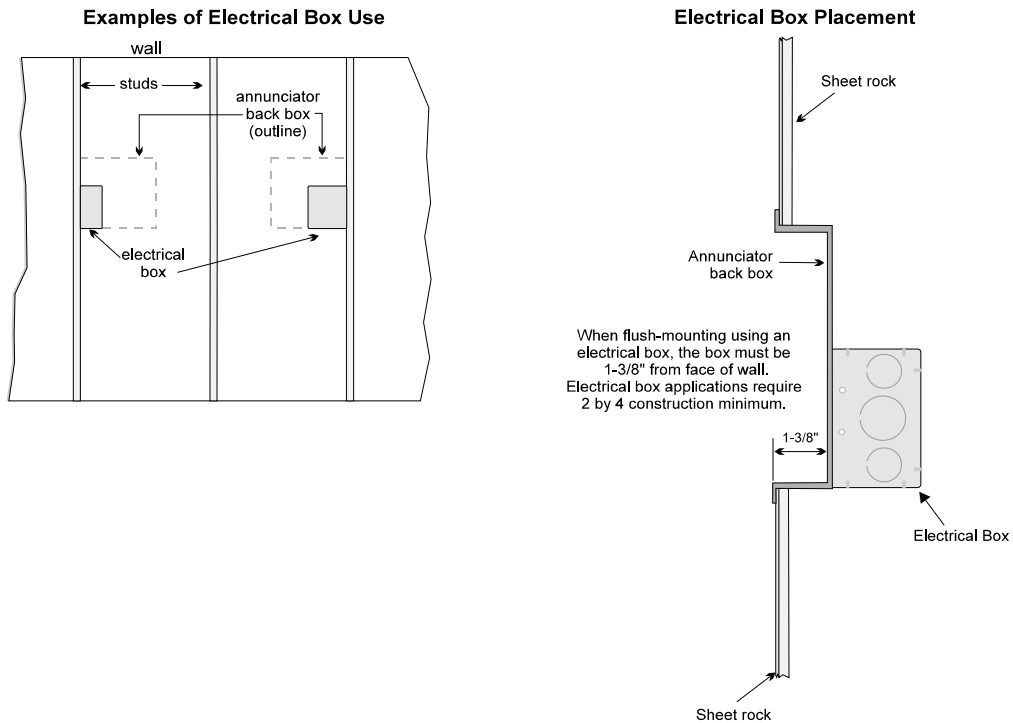 Examples of Electrical Box Use
wall
studs
annunciator
back box
(outline)
electrical
box
Electrical Box Placement
Sheet rock
Annunciator
back box
When flush-mounting using an
electrical box, the box must be
1-3/8" from face of wall.
Electrical box applications require
2 by 4 construction minimum.
1-3/8"
Electrical Box
Sheet rock